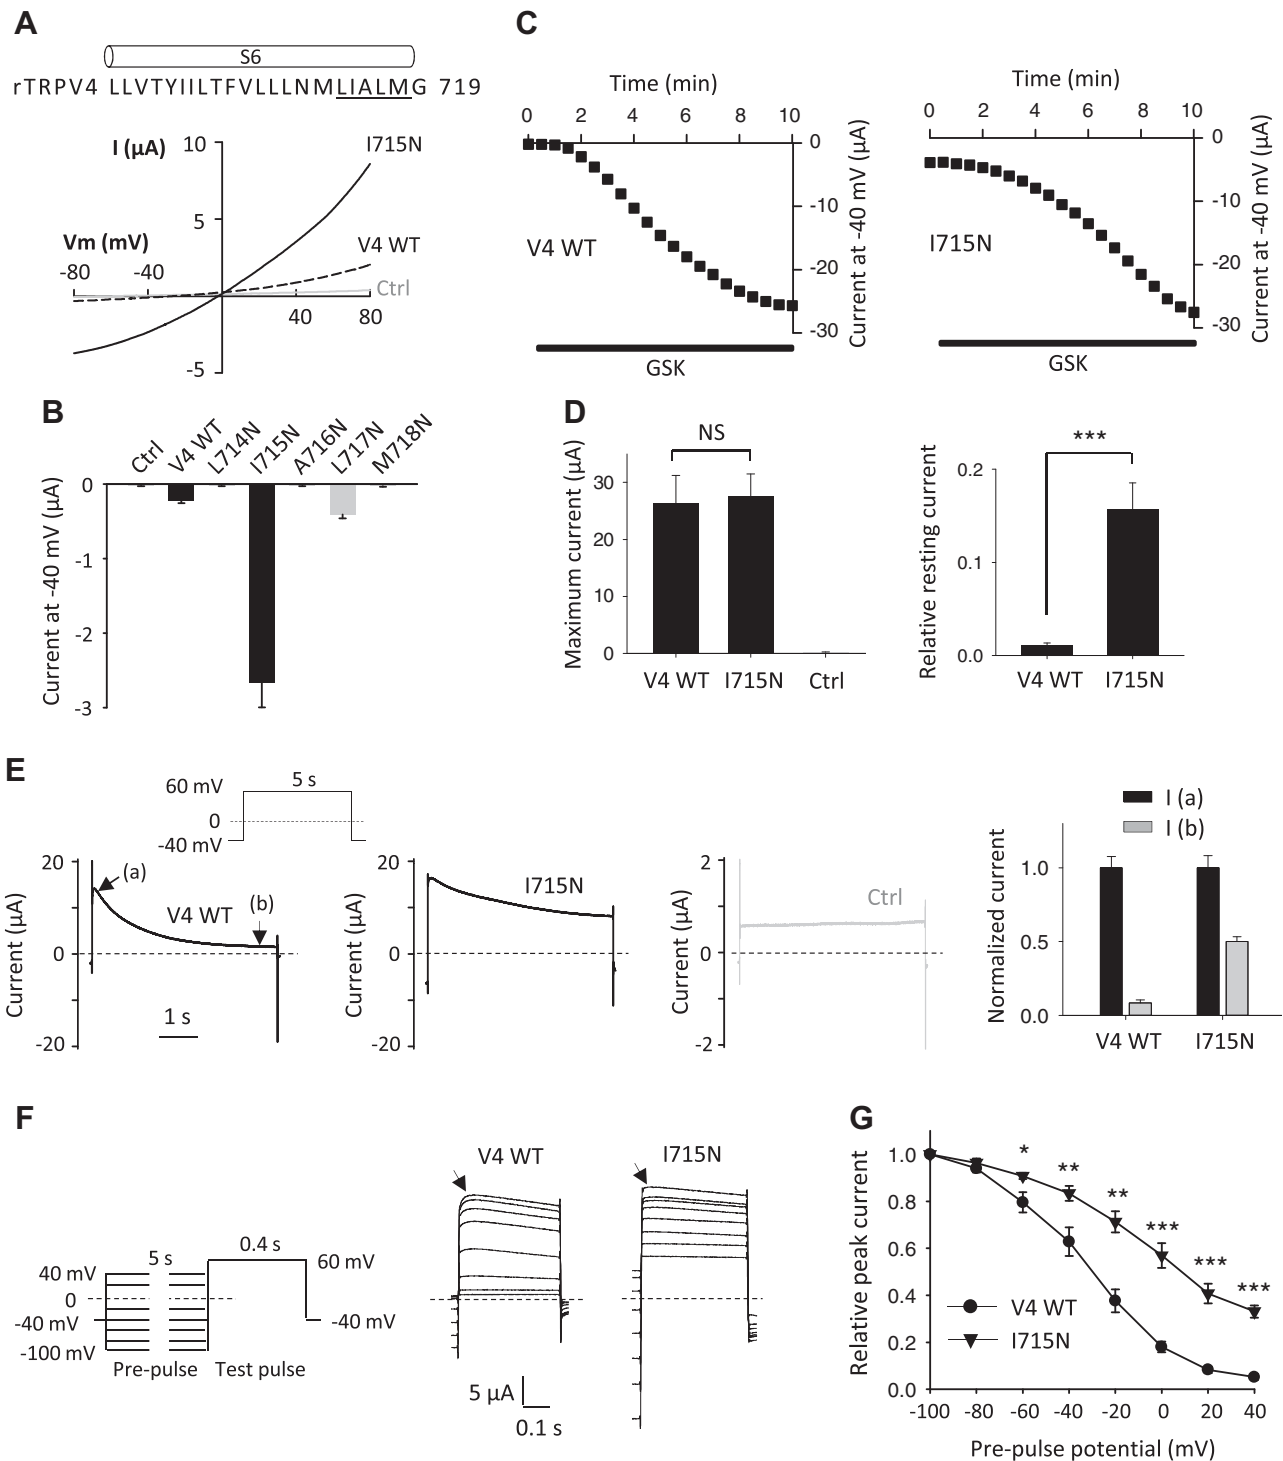 A
S6
rTRPV4 LLVTYIILTFVLLLNMLIALMG 719
I (µA)
10
5
-5
I715N
V4 WT
Ctrl
Vm (mV)
-80 -40 40 80
B
Ctrl V4 WT L714N I715N A716N L717N M718N
Current at -40 mV (µA)
0
-1
-2
-3
C
Time (min)
0 2 4 6 8 10
0
-10
-20
-30
Current at -40 mV (µA)
V4 WT
GSK
Time (min)
0 2 4 6 8 10
0
-10
-20
-30
Current at -40 mV (µA)
I715N
GSK
D
Maximum current (µA)
30
20
10
0
NS
V4 WT I715N Ctrl
Relative resting current
0.2
0.1
0.0
***
V4 WT I715N
E
60 mV
0
-40 mV
5 s
Current (µA)
20
0
-20
(a)
V4 WT
(b)
1 s
Current (µA)
20
0
-20
I715N
Current (µA)
2
0
-2
Ctrl
I (a)
I (b)
Normalized current
1.0
0.5
0.0
V4 WT I715N
F
5 s
0.4 s
40 mV
0
-40 mV
-100 mV
60 mV
-40 mV
Pre-pulse Test pulse
V4 WT
I715N
5 µA
0.1 s
G
Relative peak current
1.0
0.8
0.6
0.4
0.2
0.0
* ** ** *** *** ***
V4 WT
I715N
-100 -80 -60 -40 -20 0 20 40
Pre-pulse potential (mV)